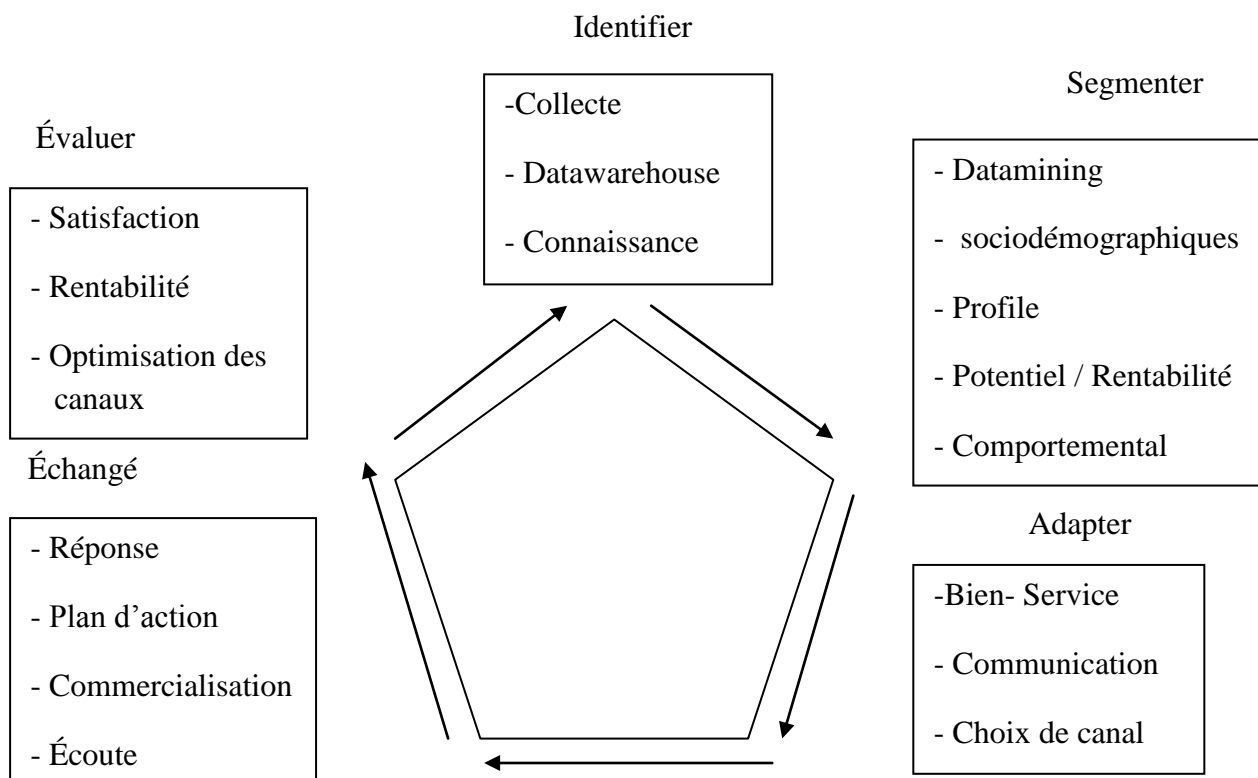 Identifier
-Collecte
- Datawarehouse
- Connaissance
Segmenter
- Datamining
- sociodémographiques
- Profile
- Potentiel / Rentabilité
- Comportemental
Adapter
-Bien- Service
- Communication
- Choix de canal
Échangé
- Réponse
- Plan d’action
- Commercialisation
- Écoute
Évaluer
- Satisfaction
- Rentabilité
- Optimisation des
canaux